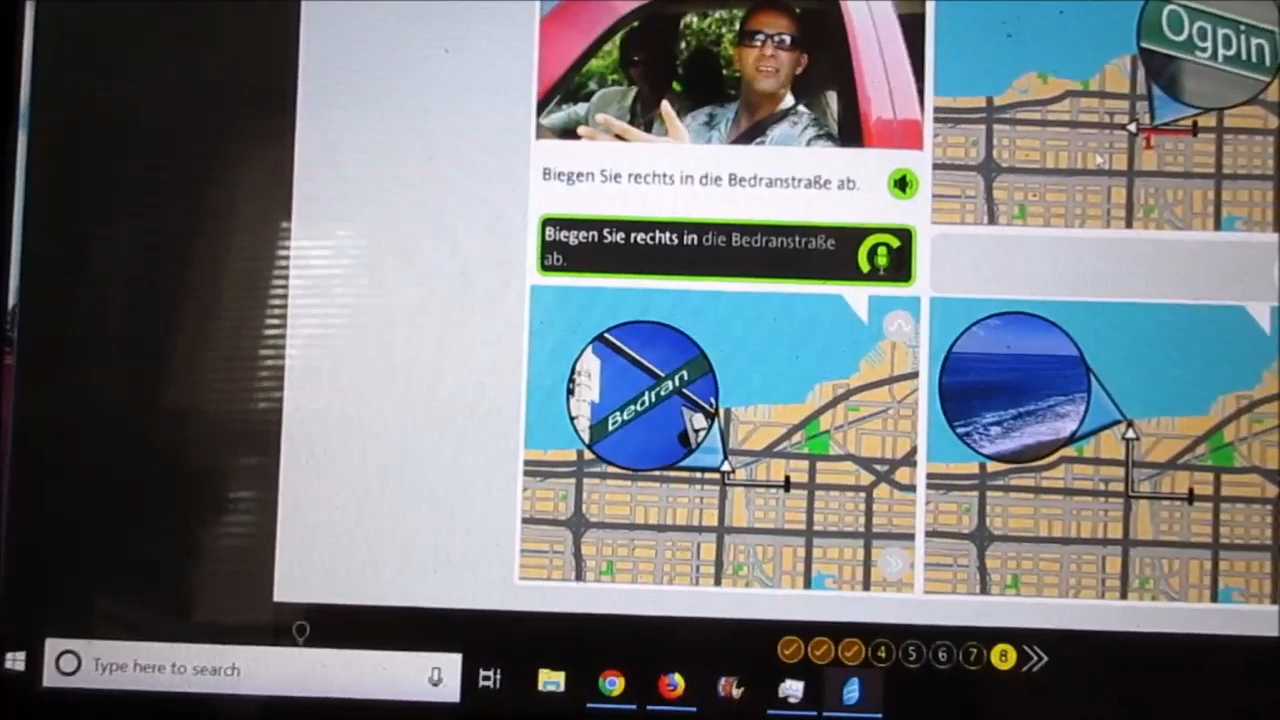 Ogpin
1
Biegen Sie rechts in die Bedranstraße ab.
Biegen Sie rechts in die Bedranstraße
ab.
Bedran
4 5 6 7 8
Type here to search